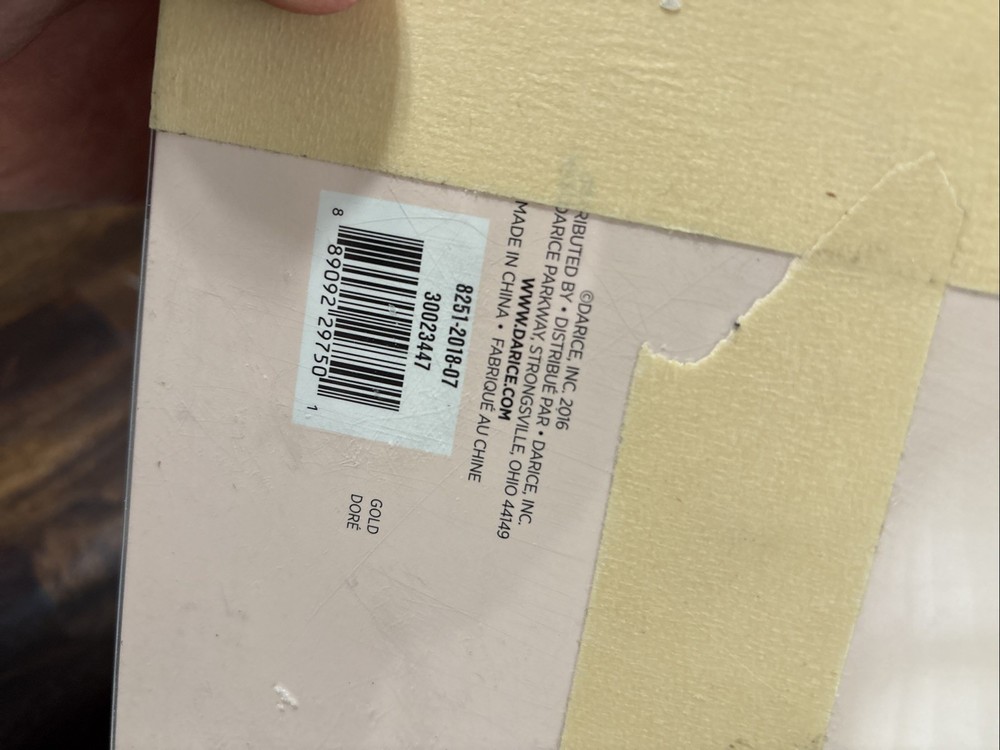 ©DARICE, INC. 2016
RIBUTED BY • DISTRIBUÉ PAR • DARICE, INC.
DARICE PARKWAY, STRONGSVILLE, OHIO 44149
WWW.DARICE.COM
MADE IN CHINA • FABRIQUÉ AU CHINE
8251-2018-07
30023447
8 89092 29750 1
GOLD
DORÉ